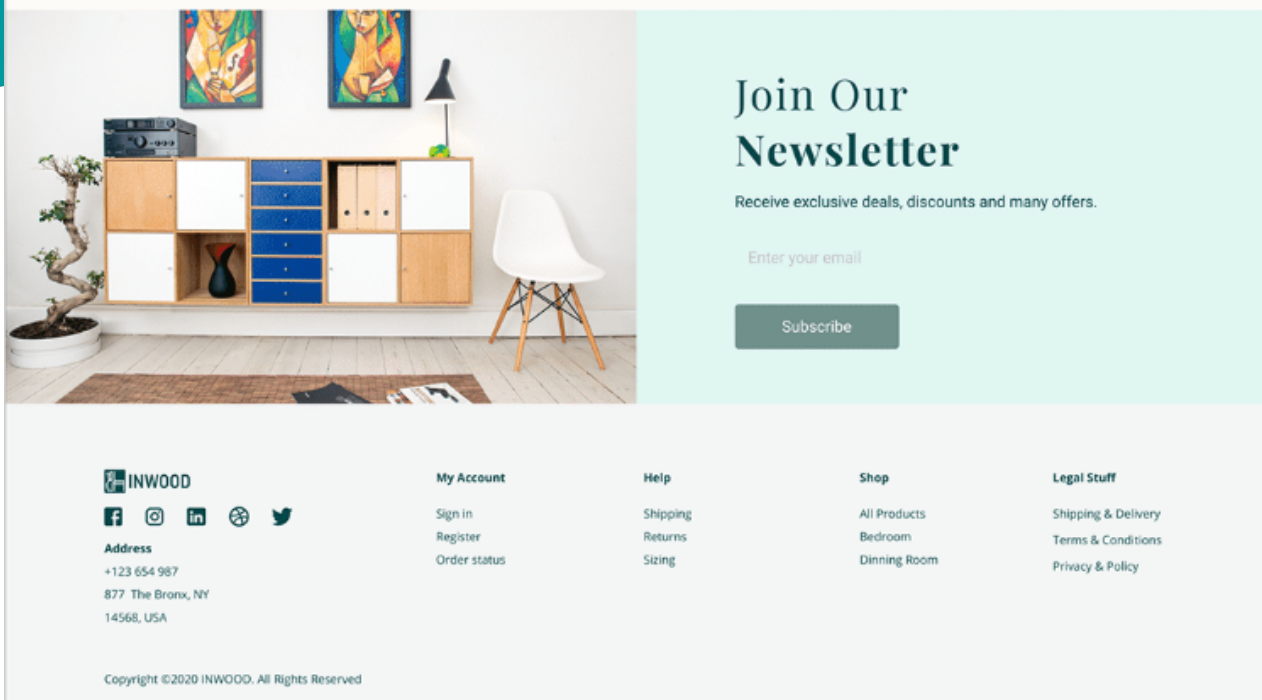 Join Our
Newsletter
Receive exclusive deals, discounts and many offers.
Enter your email
Subscribe
INWOOD
Address
+123 654 987
877 The Bronx, NY
14568, USA
My Account
Sign in
Register
Order status
Help
Shipping
Returns
Sizing
Shop
All Products
Bedroom
Dinning Room
Legal Stuff
Shipping & Delivery
Terms & Conditions
Privacy & Policy
Copyright ©2020 INWOOD. All Rights Reserved